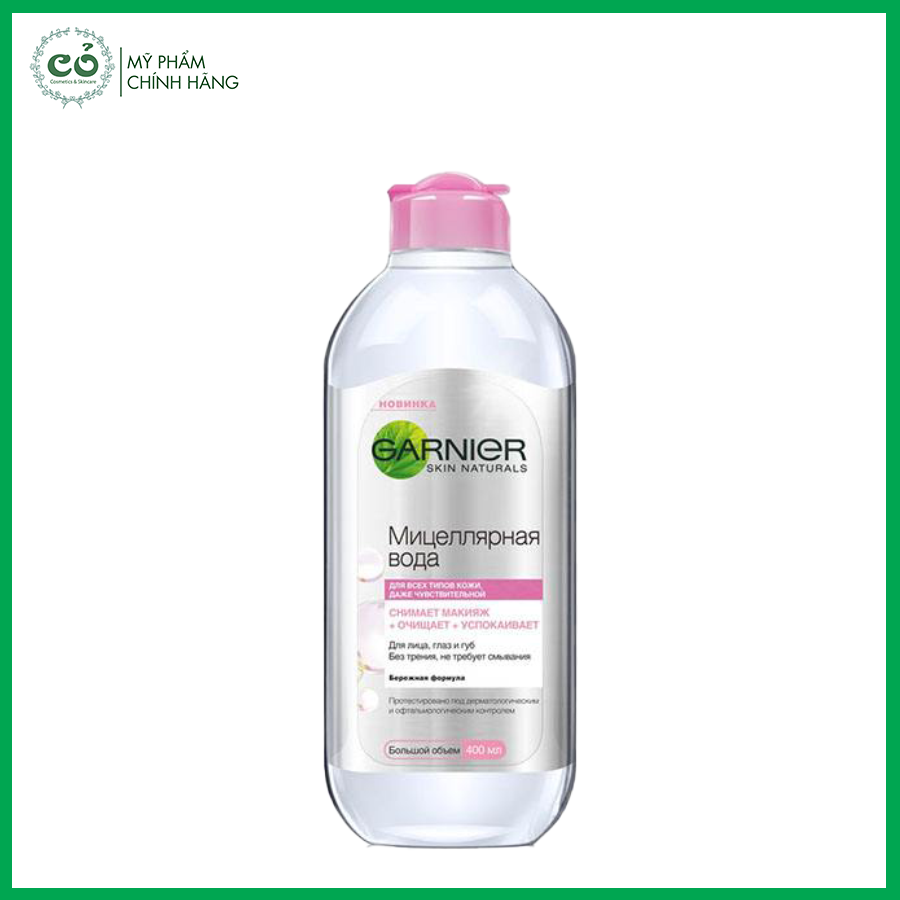 CỎ
Cosmetics & Skincare
MỸ PHẨM
CHÍNH HÃNG
НОВИНКА
GARNIER
SKIN NATURALS
Мицеллярная
вода
ДЛЯ ВСЕХ ТИПОВ КОЖИ,
ДАЖЕ ЧУВСТВИТЕЛЬНОЙ
СНИМАЕТ МАКИЯЖ
+ ОЧИЩАЕТ + УСПОКАИВАЕТ
Для лица, глаз и губ
Без трения, не требует смывания
Бережная формула
Протестировано под дерматологическим
и офтальмологическим контролем
Большой объем 400 мл